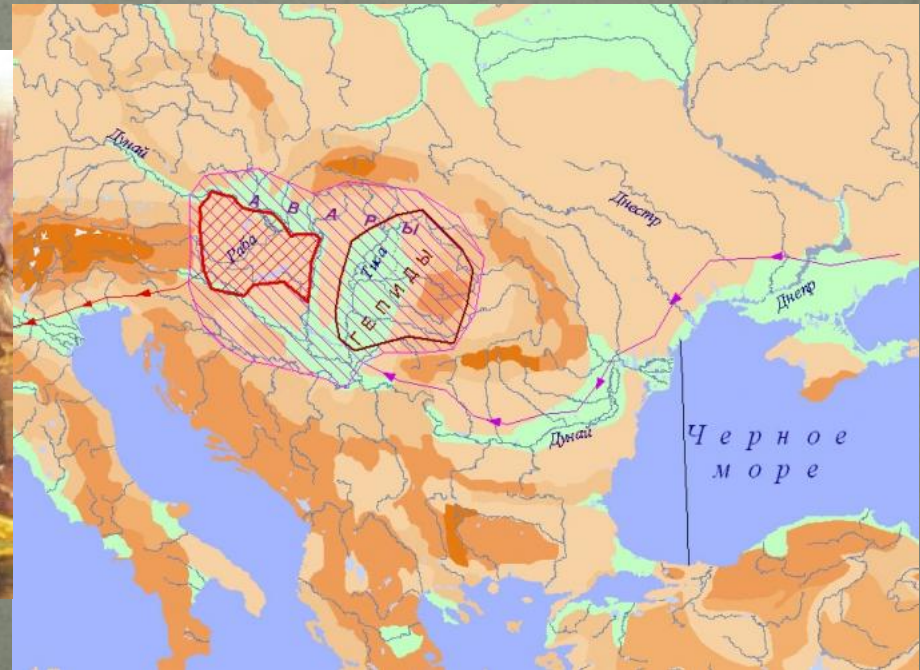 Дунай
Днестр
А В А Р Ы
Раба
Тиса
ГЕПИДЫ
Днепр
Дунай
Черное
море